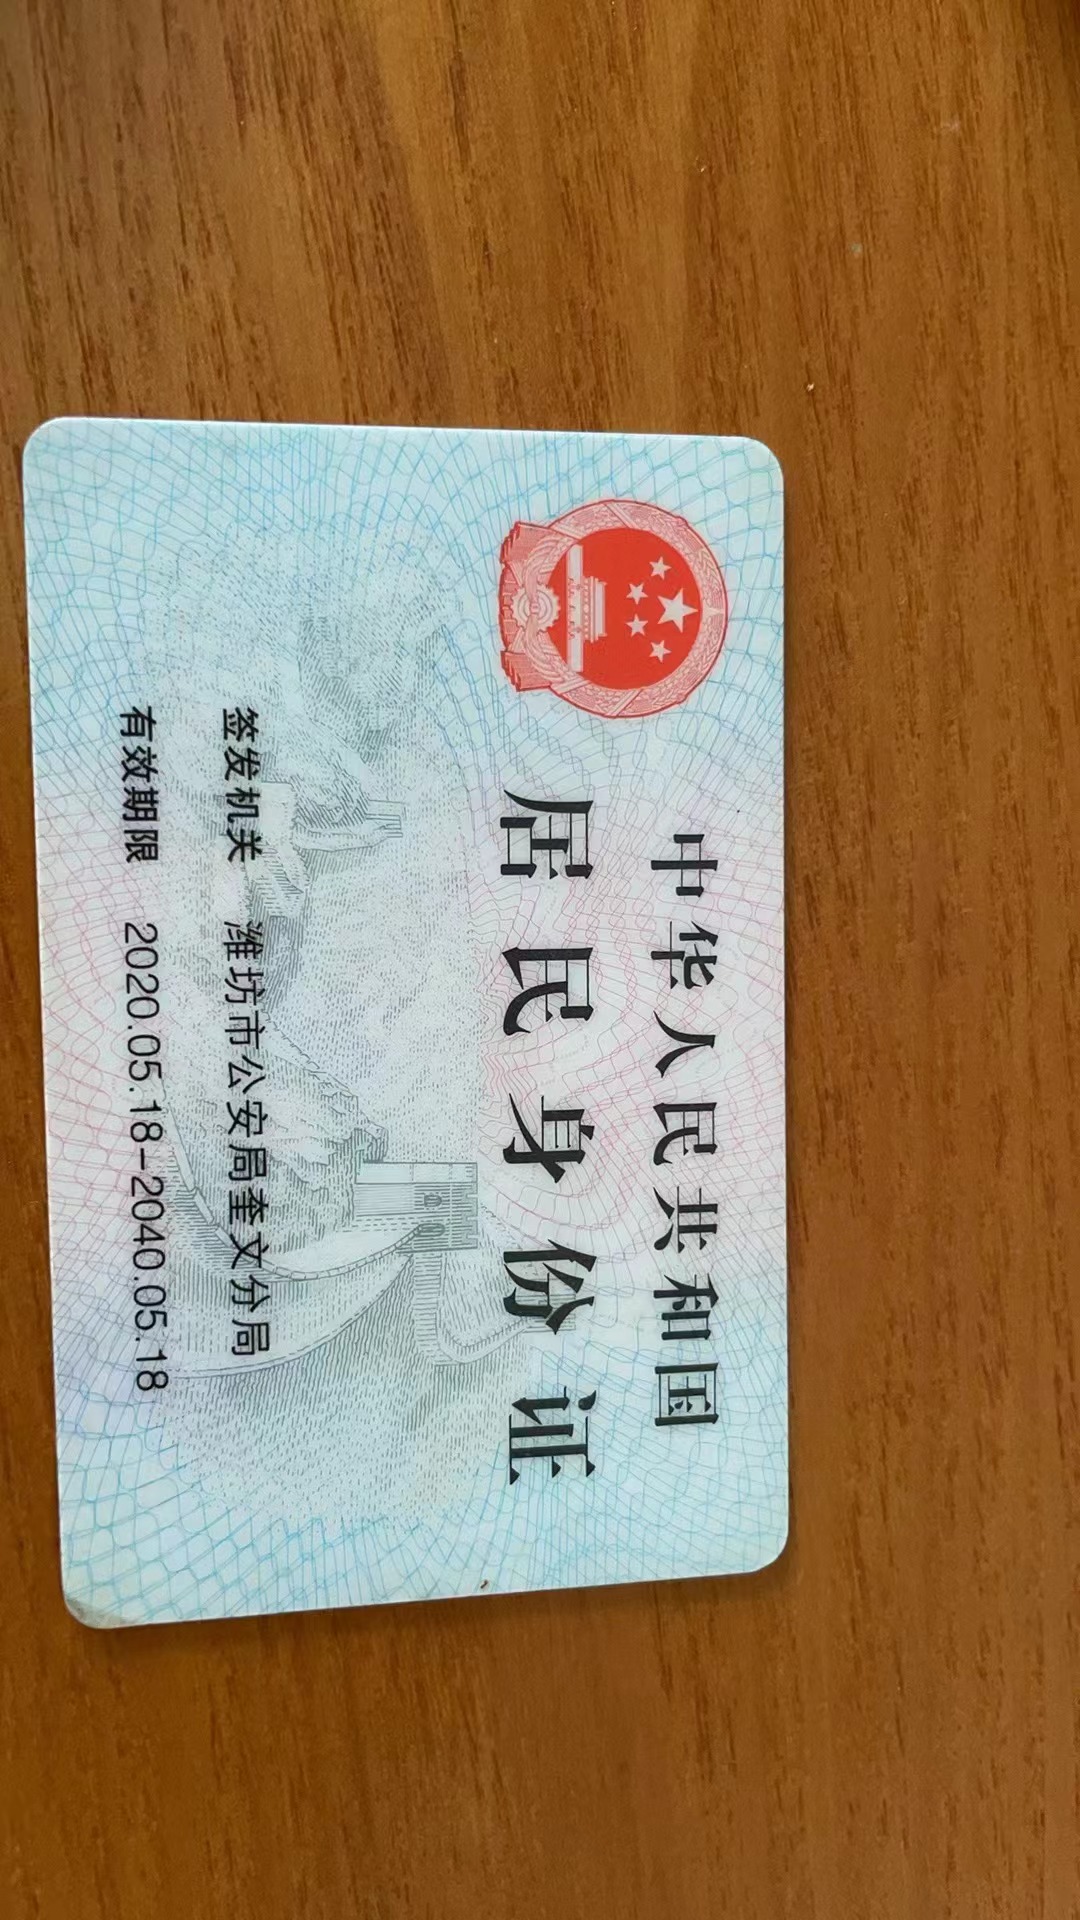 中华人民共和国
居民身份证
签发机关 潍坊市公安局奎文分局
有效期限 2020.05.18-2040.05.18